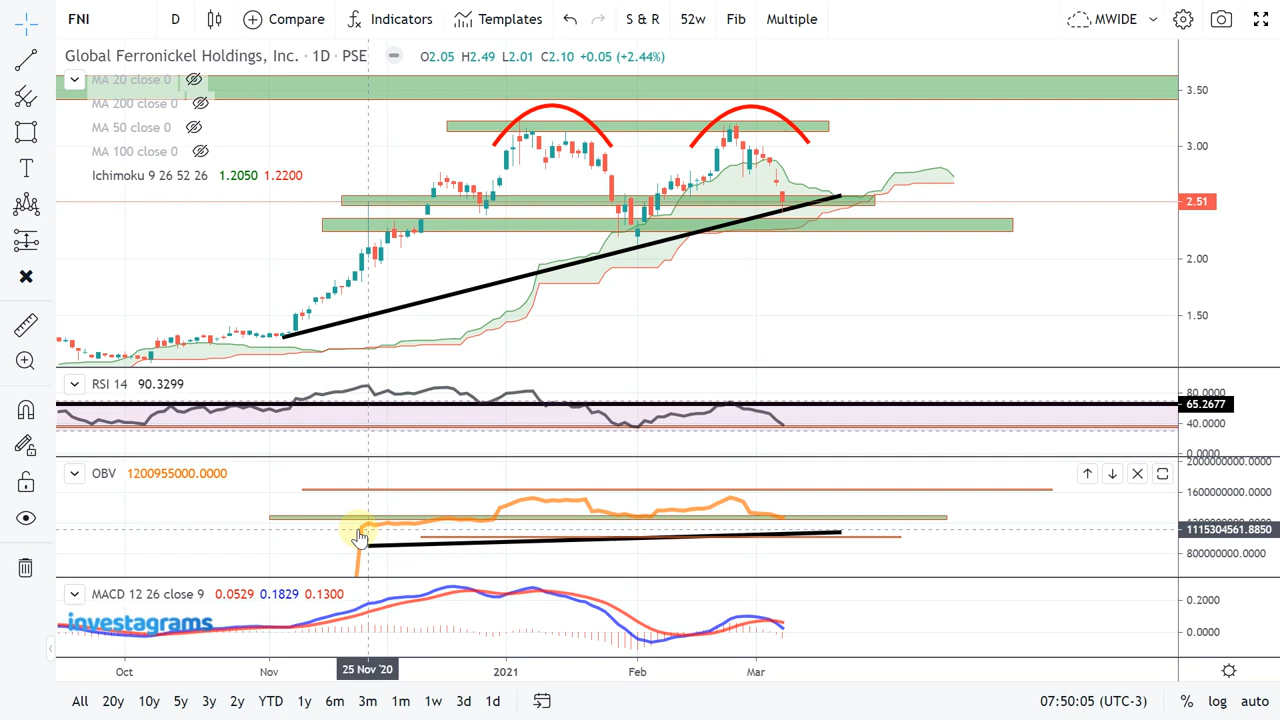 FNI D Compare Indicators Templates S & R 52w Fib Multiple MWIDE
Global Ferronickel Holdings, Inc. · 1D · PSE O2.05 H2.49 L2.01 C2.10 +0.05 (+2.44%)
MA 20 close 0
MA 200 close 0
MA 50 close 0
MA 100 close 0
Ichimoku 9 26 52 26 1.2050 1.2200
3.50
3.00
2.51
2.00
1.50
RSI 14 90.3299
80.0000
65.2677
40.0000
0.0000
OBV 1200955000.0000
2000000000.0000
1600000000.0000
1115304561.8850
800000000.0000
MACD 12 26 close 9 0.0529 0.1829 0.1300
investagrams
0.2000
0.0000
Oct Nov 25 Nov '20 2021 Feb Mar
All 20y 10y 5y 3y 2y YTD 1y 6m 3m 1m 1w 3d 1d 07:50:05 (UTC-3) % log auto